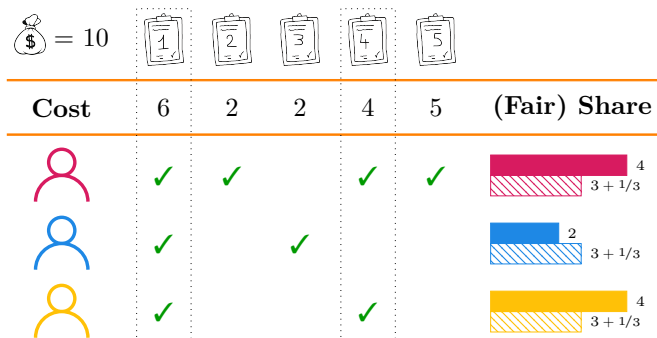 $ = 10 1 2 3 4 5
Cost 6 2 2 4 5 (Fair) Share
✓ ✓ ✓ ✓ 4
3 + 1/3
✓ ✓ 2
3 + 1/3
✓ ✓ 4
3 + 1/3